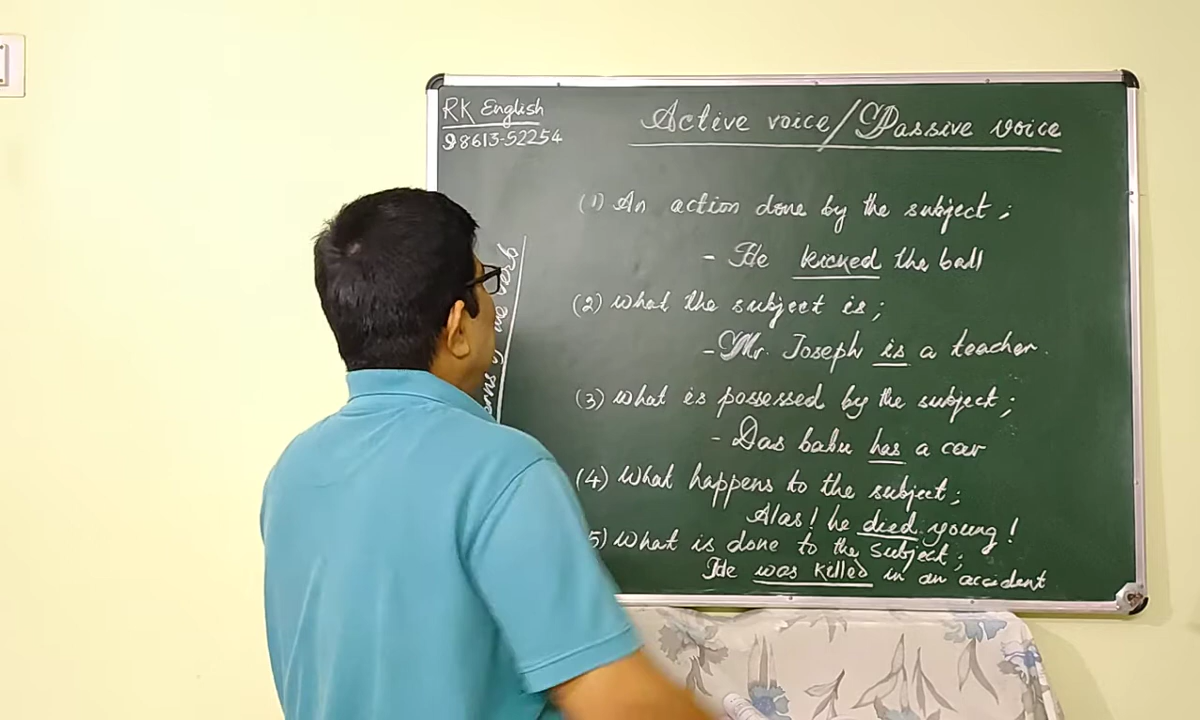 RK English
98613-52254
Active voice/Passive voice
verb
(1) An action done by the subject;
- He kicked the ball
(2) What the subject is;
- Mr. Joseph is a teacher.
(3) What is possessed by the subject;
- Das babu has a car
(4) What happens to the subject;
Alas! he died young!
5) What is done to the subject;
He was killed in an accident